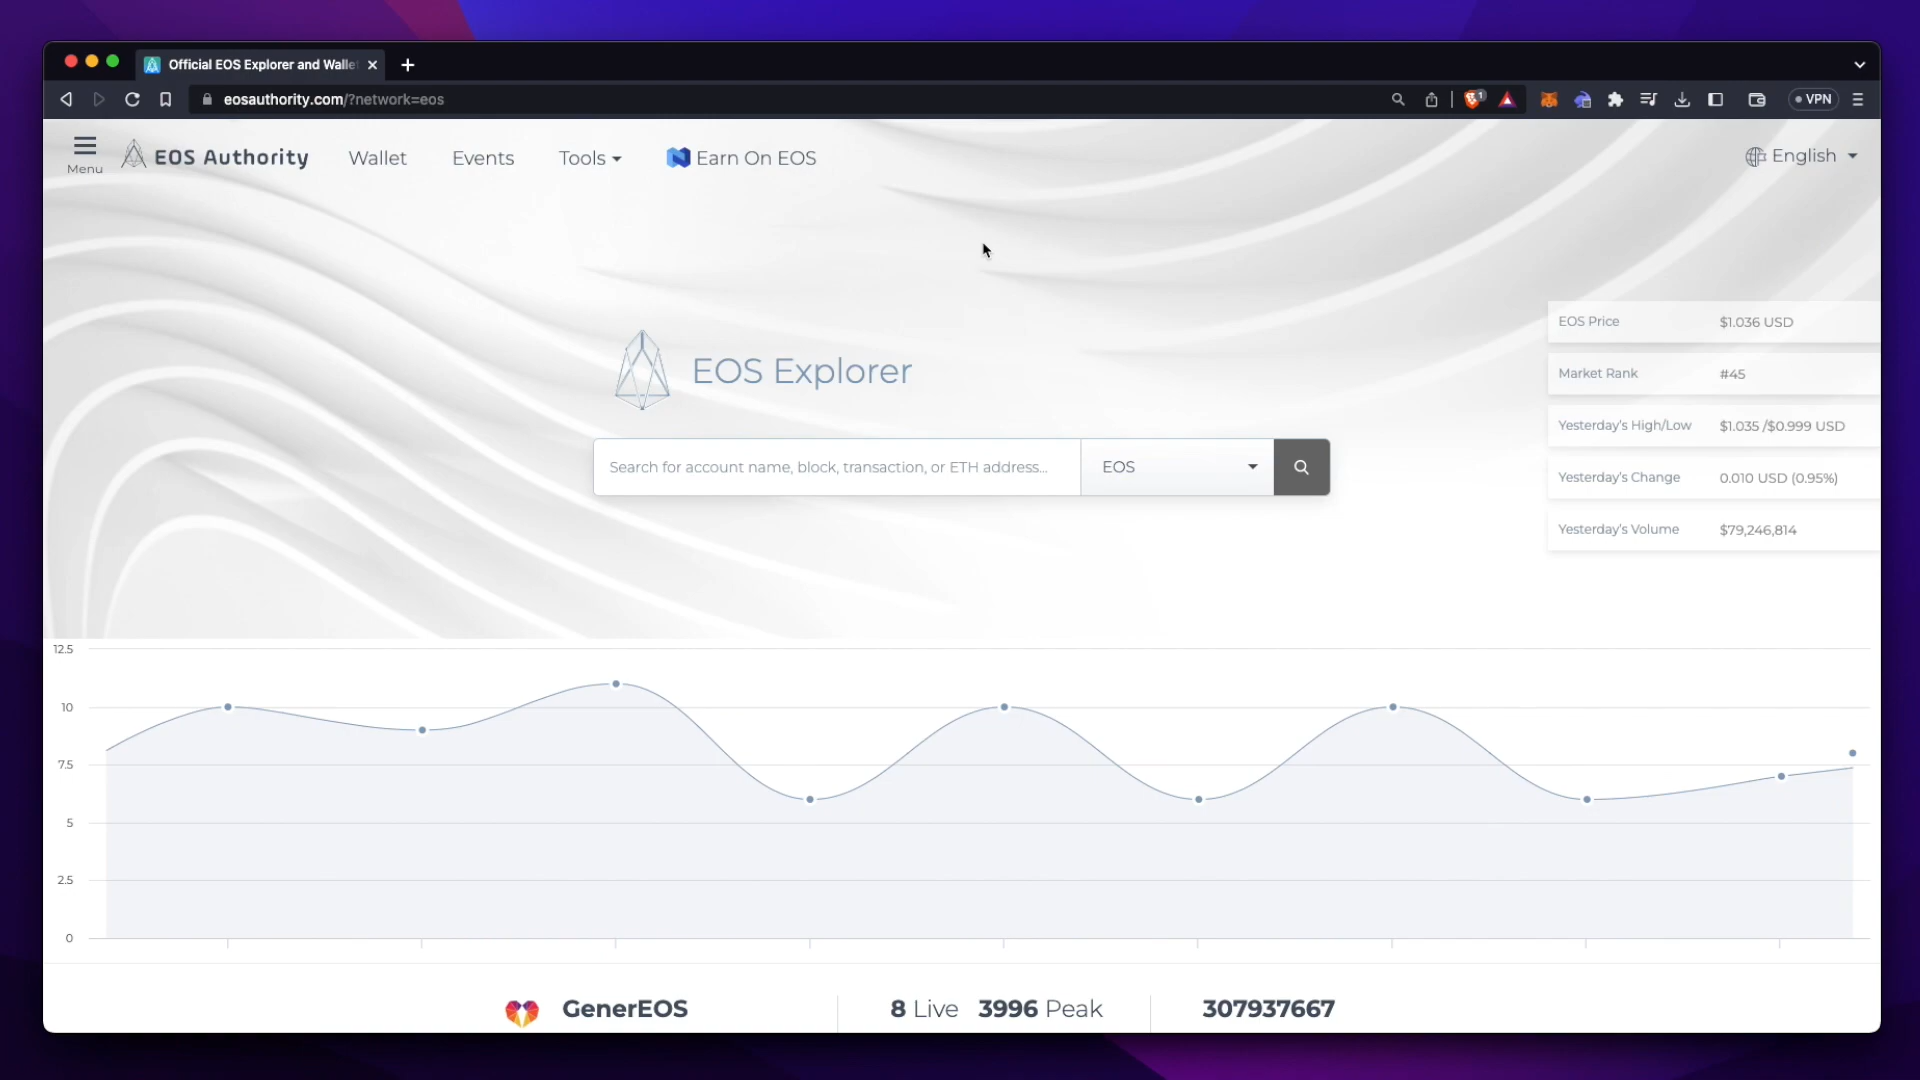 Official EOS Explorer and Walle
eosauthority.com/?network=eos
1
VPN
Menu
EOS Authority
Wallet
Events
Tools
Earn On EOS
English
EOS Explorer
Search for account name, block, transaction, or ETH address...
EOS
EOS Price $1.036 USD
Market Rank #45
Yesterday's High/Low $1.035 /$0.999 USD
Yesterday's Change 0.010 USD (0.95%)
Yesterday's Volume $79,246,814
12.5
10
7.5
5
2.5
0
GenerEOS
8 Live 3996 Peak
307937667